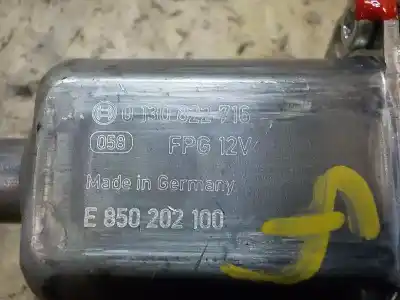 0 130 822 716
058 FPG 12V
Made in Germany
E 850 202 100